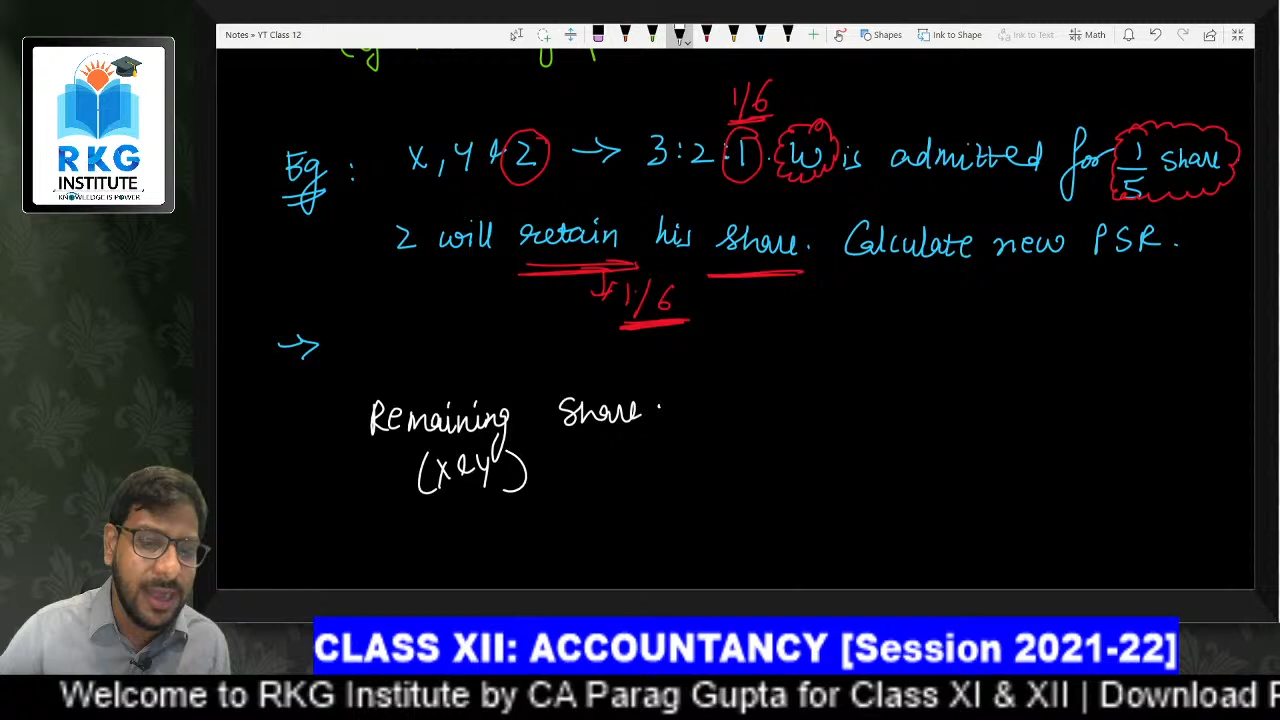 Notes » YT Class 12
Shapes
Ink to Shape
Ink to Text
Math
RKG
INSTITUTE
KNOWLEDGE IS POWER
1/6
Eg : x, y & z → 3:2:1. W is admitted for 1/5 share
z will retain his share. Calculate new PSR.
1/6
→
Remaining share.
(x & y)
CLASS XII: ACCOUNTANCY [Session 2021-22]
Welcome to RKG Institute by CA Parag Gupta for Class XI & XII | Download